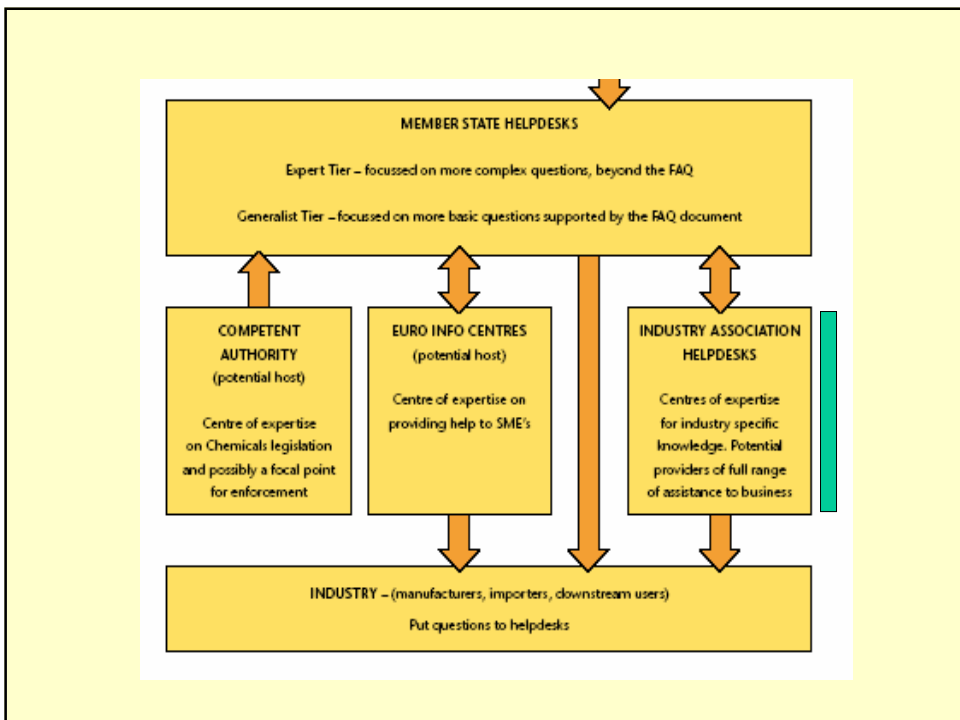 MEMBER STATE HELPDESKS
Expert Tier – focussed on more complex questions, beyond the FAQ
Generalist Tier – focussed on more basic questions supported by the FAQ document
COMPETENT
AUTHORITY
(potential host)
Centre of expertise
on Chemicals legislation
and possibly a focal point
for enforcement
EURO INFO CENTRES
(potential host)
Centre of expertise on
providing help to SME's
INDUSTRY ASSOCIATION
HELPDESKS
Centres of expertise
for industry specific
knowledge. Potential
providers of full range
of assistance to business
INDUSTRY – (manufacturers, importers, downstream users)
Put questions to helpdesks